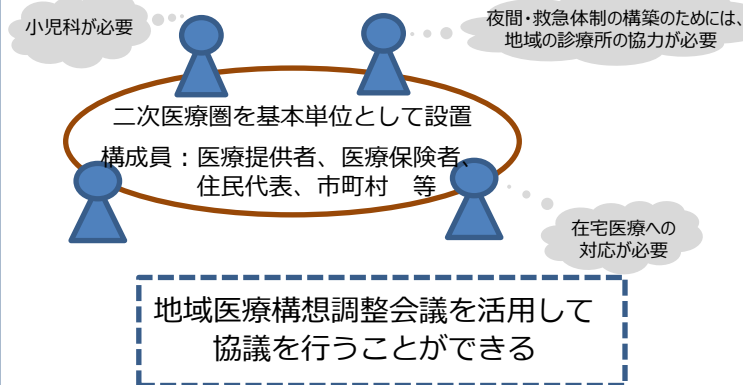 小児科が必要
夜間・救急体制の構築のためには、
地域の診療所の協力が必要
二次医療圏を基本単位として設置
構成員：医療提供者、医療保険者、
住民代表、市町村　等
在宅医療への
対応が必要
地域医療構想調整会議を活用して
協議を行うことができる